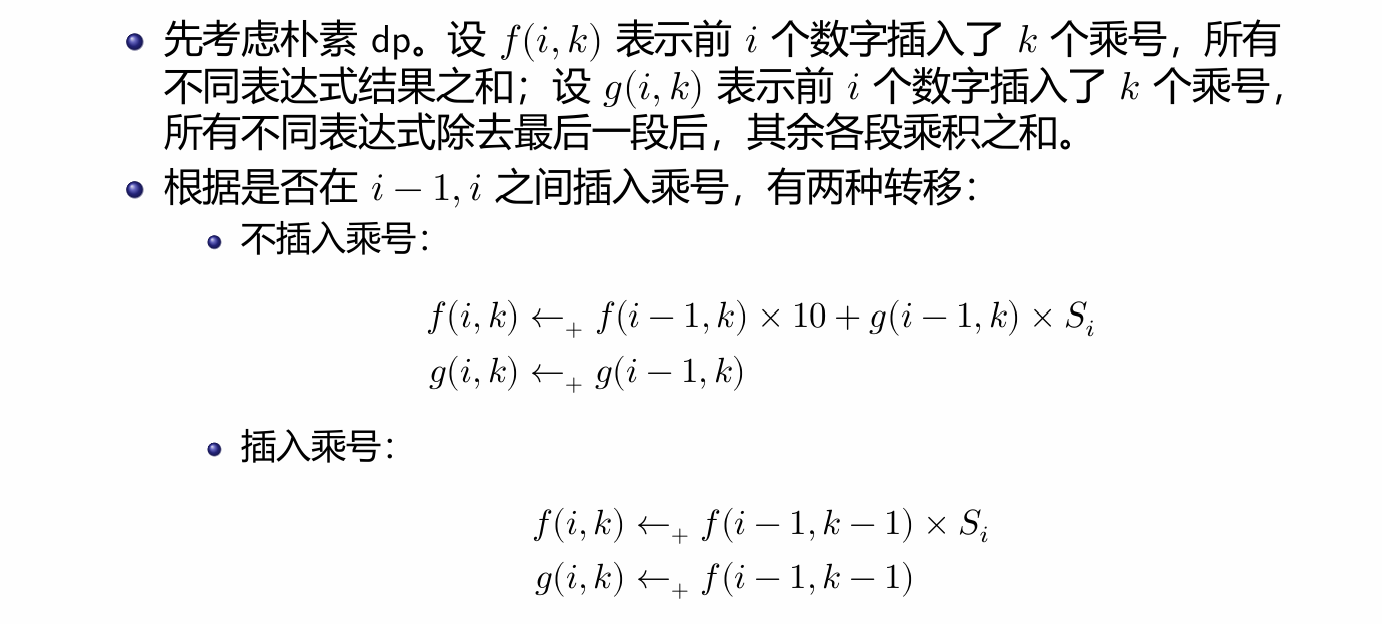 先考虑朴素 dp。设 f(i, k) 表示前 i 个数字插入了 k 个乘号，所有
不同表达式结果之和；设 g(i, k) 表示前 i 个数字插入了 k 个乘号，
所有不同表达式除去最后一段后，其余各段乘积之和。
根据是否在 i − 1, i 之间插入乘号，有两种转移：
不插入乘号：
f(i, k) ←₊ f(i − 1, k) × 10 + g(i − 1, k) × Sᵢ
g(i, k) ←₊ g(i − 1, k)
插入乘号：
f(i, k) ←₊ f(i − 1, k − 1) × Sᵢ
g(i, k) ←₊ f(i − 1, k − 1)